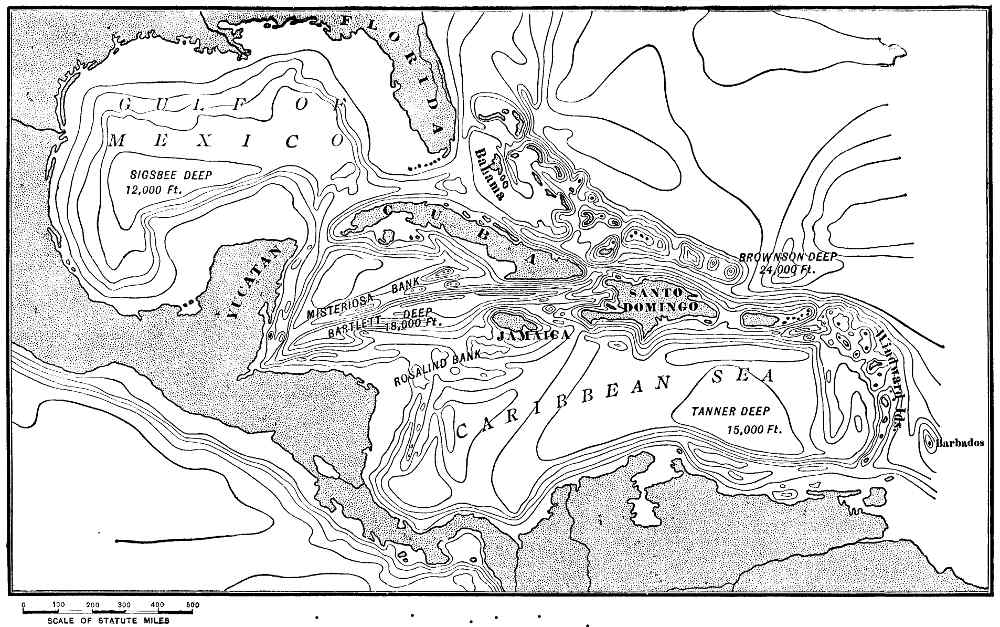 FLORIDA
GULF OF
MEXICO
SIGSBEE DEEP
12,000 Ft.
Bahama
CUBA
YUCATAN
BROWNSON DEEP
24,000 Ft.
MISTERIOSA BANK
BARTLETT DEEP
18,000 Ft.
SANTO
DOMINGO
JAMAICA
ROSALIND BANK
CARIBBEAN SEA
TANNER DEEP
15,000 Ft.
Windward Ids.
Barbados
0 100 200 300 400 500
SCALE OF STATUTE MILES